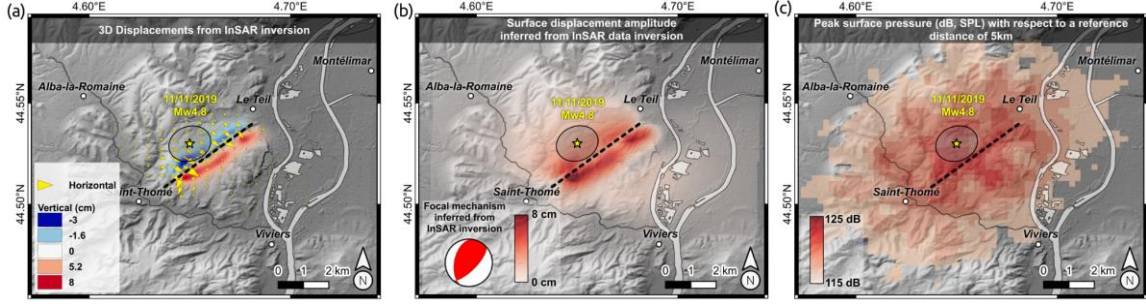 (a)
4.60°E
4.70°E
3D Displacements from InSAR inversion
Montélimar
Alba-la-Romaine
11/11/2019
Mw4.8
Le Teil
44.55°N
44.50°N
Horizontal
Vertical (cm)
-3
-1.6
0
5.2
8
int-Thomé
Viviers
0 1 2 km
N
(b)
4.60°E
4.70°E
Surface displacement amplitude
inferred from InSAR data inversion
Montélimar
Alba-la-Romaine
11/11/2019
Mw4.8
Le Teil
Saint-Thomé
Focal mechanism
inferred from
InSAR inversion
8 cm
0 cm
Viviers
0 1 2 km
N
(c)
4.60°E
4.70°E
Peak surface pressure (dB, SPL) with respect to a reference
distance of 5km
Montélimar
Alba-la-Romaine
11/11/2019
Mw4.8
Le Teil
44.55°N
44.50°N
Saint-Thomé
125 dB
115 dB
Viviers
0 1 2 km
N